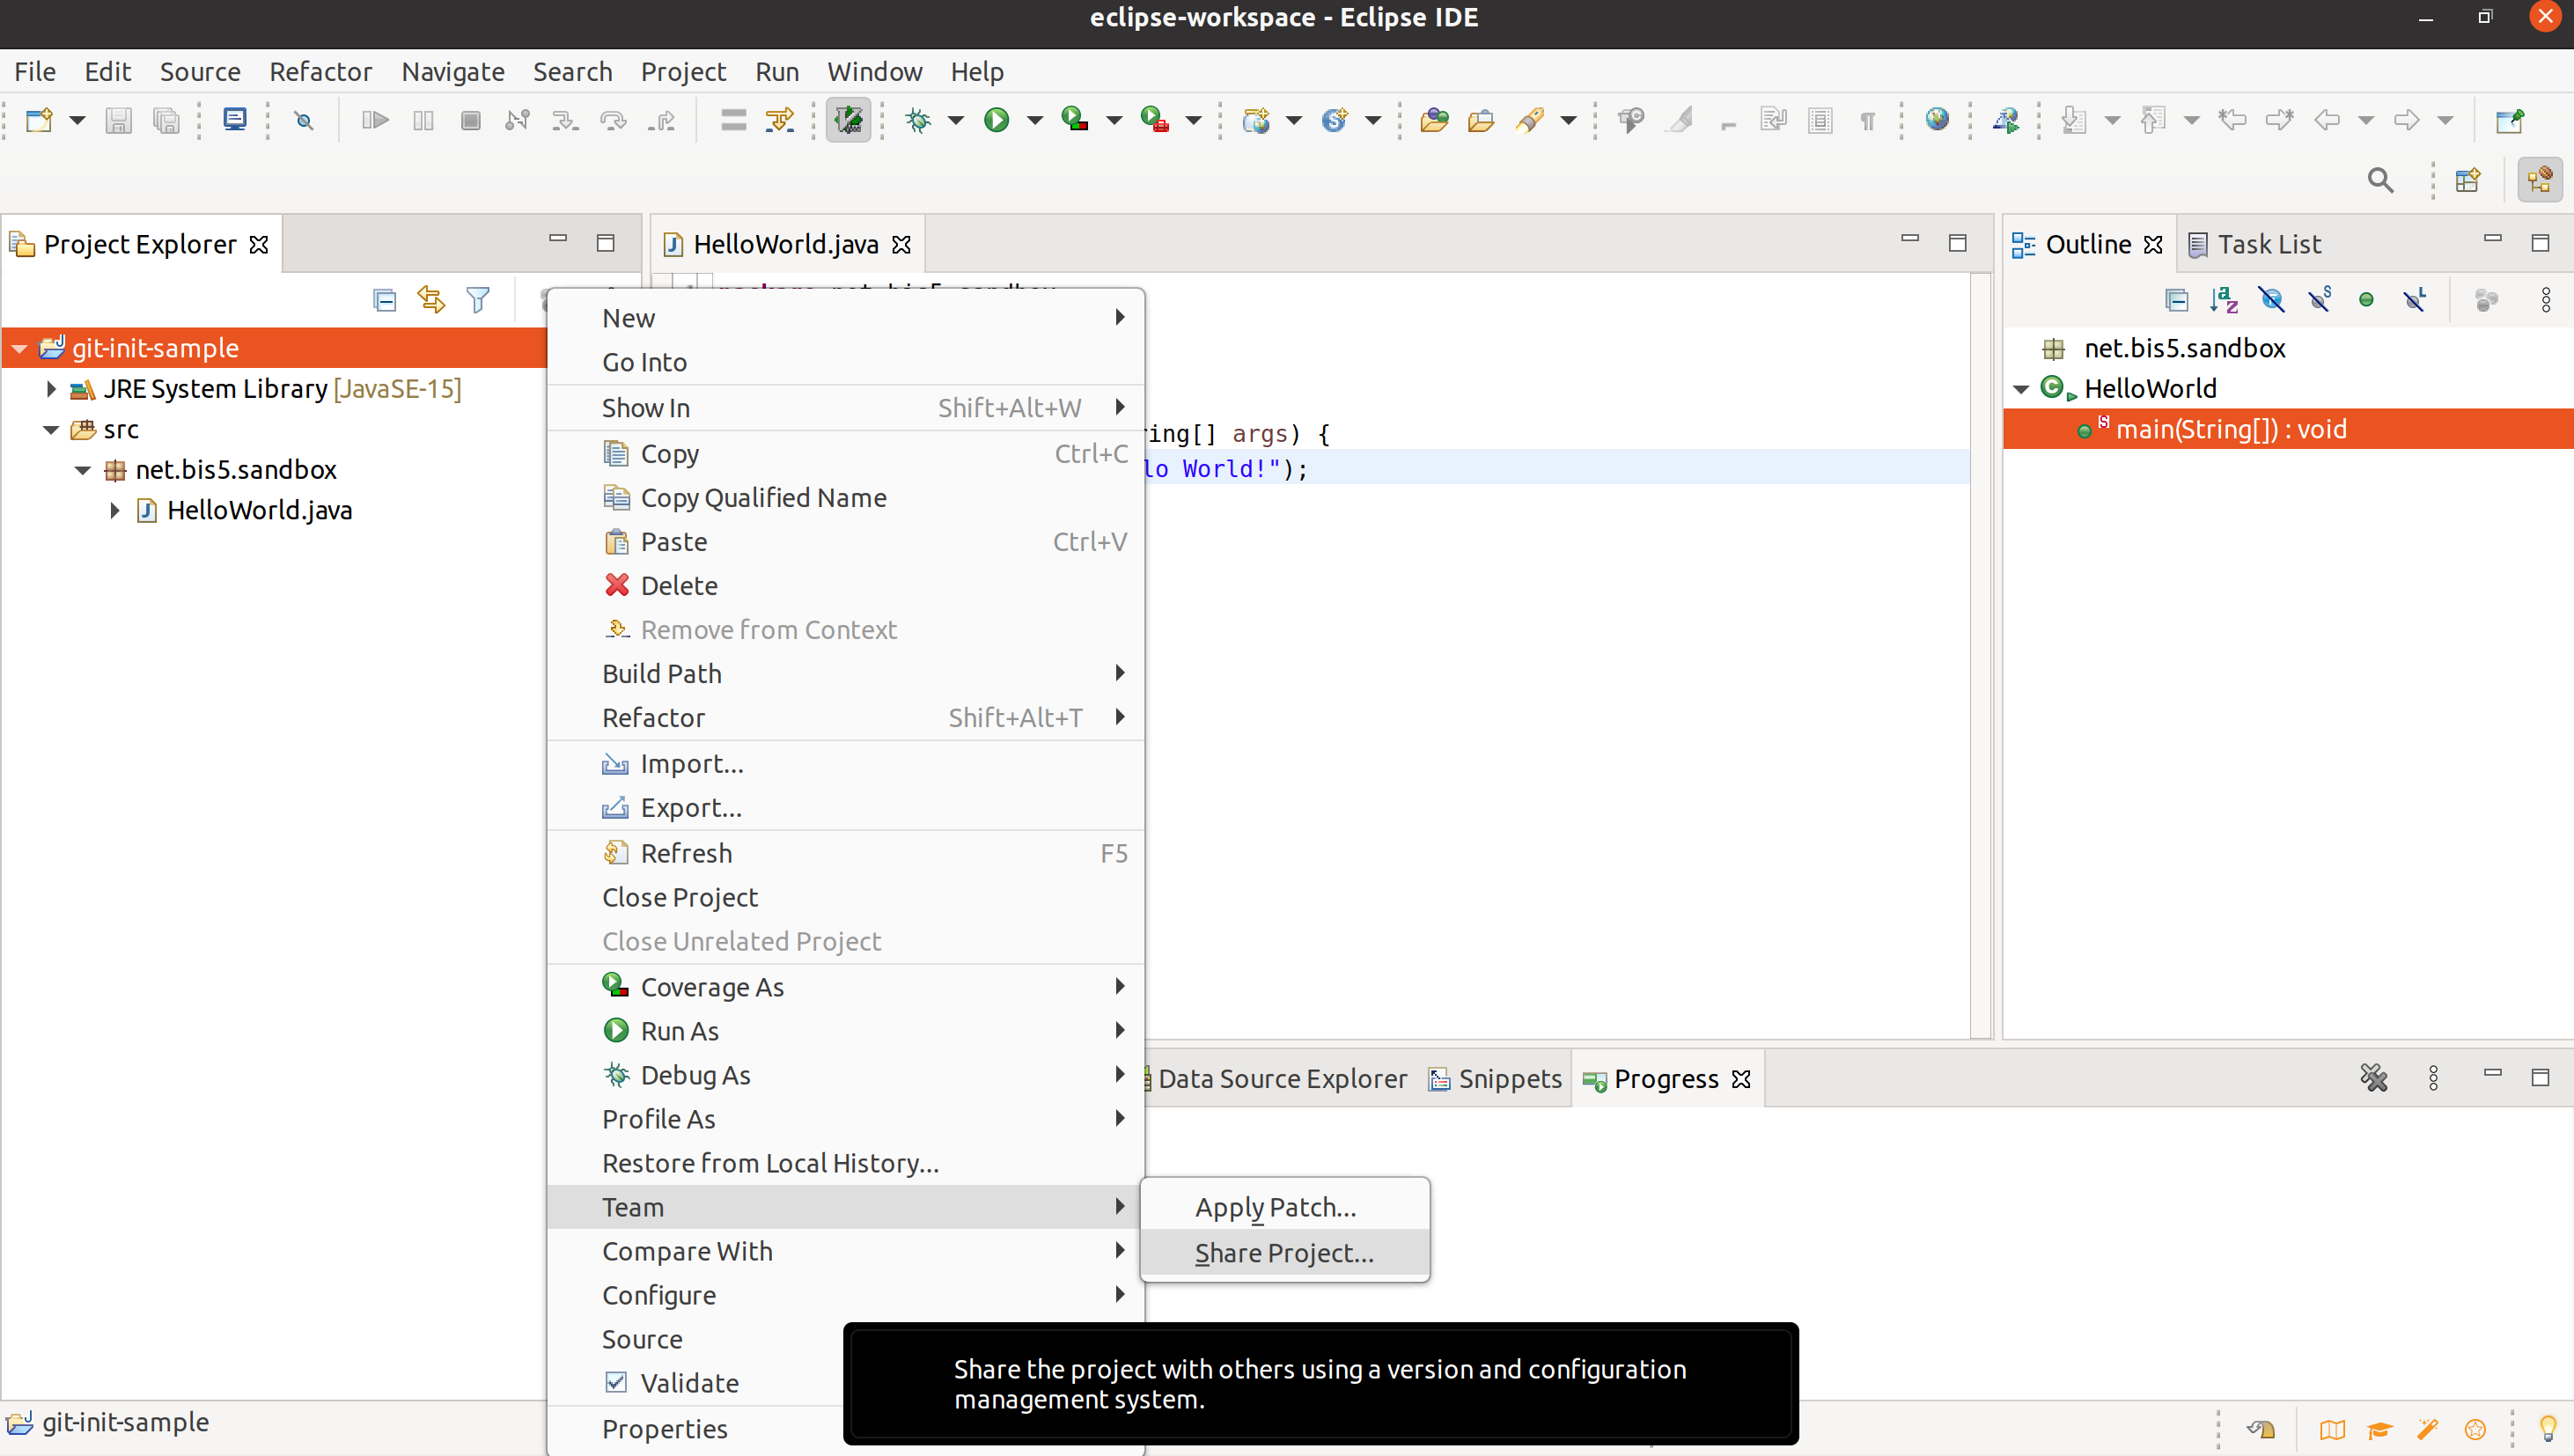 eclipse-workspace - Eclipse IDE
File Edit Source Refactor Navigate Search Project Run Window Help
Project Explorer
HelloWorld.java
Outline
Task List
git-init-sample
JRE System Library [JavaSE-15]
src
net.bis5.sandbox
HelloWorld.java
New
Go Into
Show In Shift+Alt+W
Copy Ctrl+C
Copy Qualified Name
Paste Ctrl+V
Delete
Remove from Context
Build Path
Refactor Shift+Alt+T
Import...
Export...
Refresh F5
Close Project
Close Unrelated Project
Coverage As
Run As
Debug As
Profile As
Restore from Local History...
Team
Compare With
Configure
Source
Validate
Properties
Apply Patch...
Share Project...
Share the project with others using a version and configuration
management system.
ing[] args) {
lo World!");
net.bis5.sandbox
HelloWorld
main(String[]) : void
Data Source Explorer
Snippets
Progress
git-init-sample